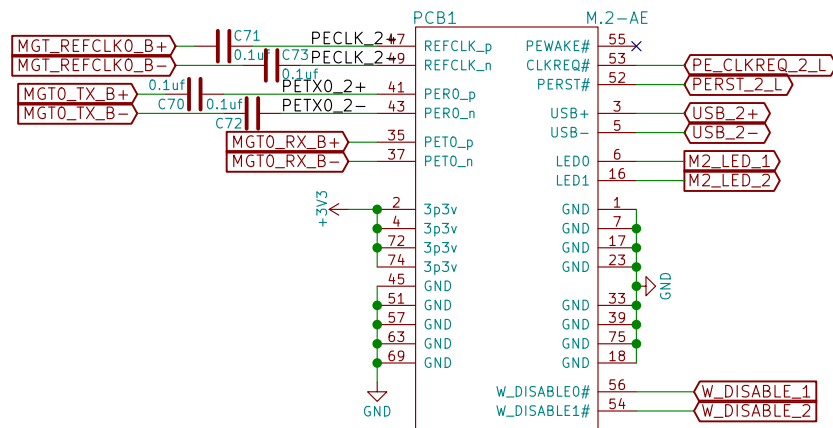 PCB1 M.2-AE
MGT_REFCLK0_B+ C71 0.1uf PECLK_2+ 47 REFCLK_p PEWAKE# 55
MGT_REFCLK0_B- C73 0.1uf PECLK_2- 49 REFCLK_n CLKREQ# 53 PE_CLKREQ_2_L
PERST# 52 PERST_2_L
MGT0_TX_B+ 0.1uf C70 PETX0_2+ 41 PER0_p USB+ 3 USB_2+
MGT0_TX_B- 0.1uf C72 PETX0_2- 43 PER0_n USB- 5 USB_2-
MGT0_RX_B+ 35 PET0_p LED0 6 M2_LED_1
MGT0_RX_B- 37 PET0_n LED1 16 M2_LED_2
+3V3 2 3p3v GND 1
4 3p3v GND 7
72 3p3v GND 17
74 3p3v GND 23
45 GND GND
51 GND GND 33
57 GND GND 39
63 GND GND 75
69 GND GND 18
GND W_DISABLE0# 56 W_DISABLE_1
W_DISABLE1# 54 W_DISABLE_2